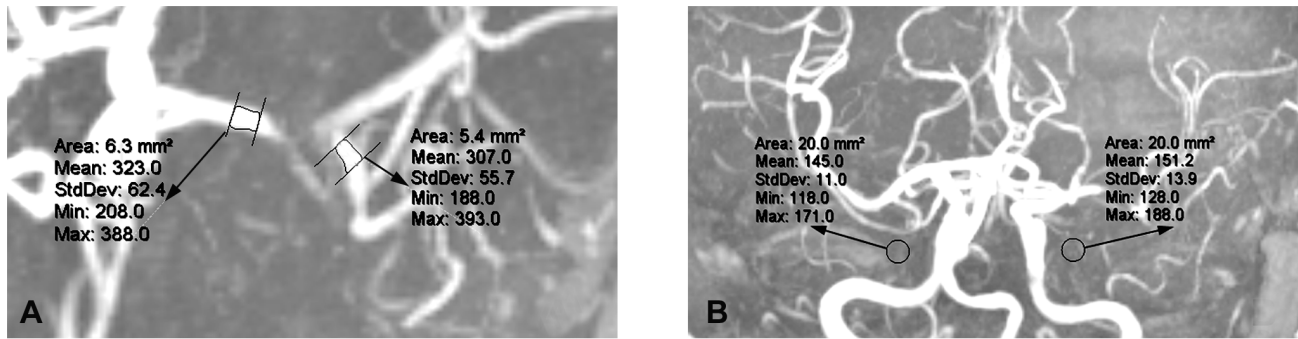 Area: 6.3 mm²
Mean: 323.0
StdDev: 62.4
Min: 208.0
Max: 388.0
Area: 5.4 mm²
Mean: 307.0
StdDev: 55.7
Min: 188.0
Max: 393.0
A
Area: 20.0 mm²
Mean: 145.0
StdDev: 11.0
Min: 118.0
Max: 171.0
Area: 20.0 mm²
Mean: 151.2
StdDev: 13.9
Min: 128.0
Max: 188.0
B